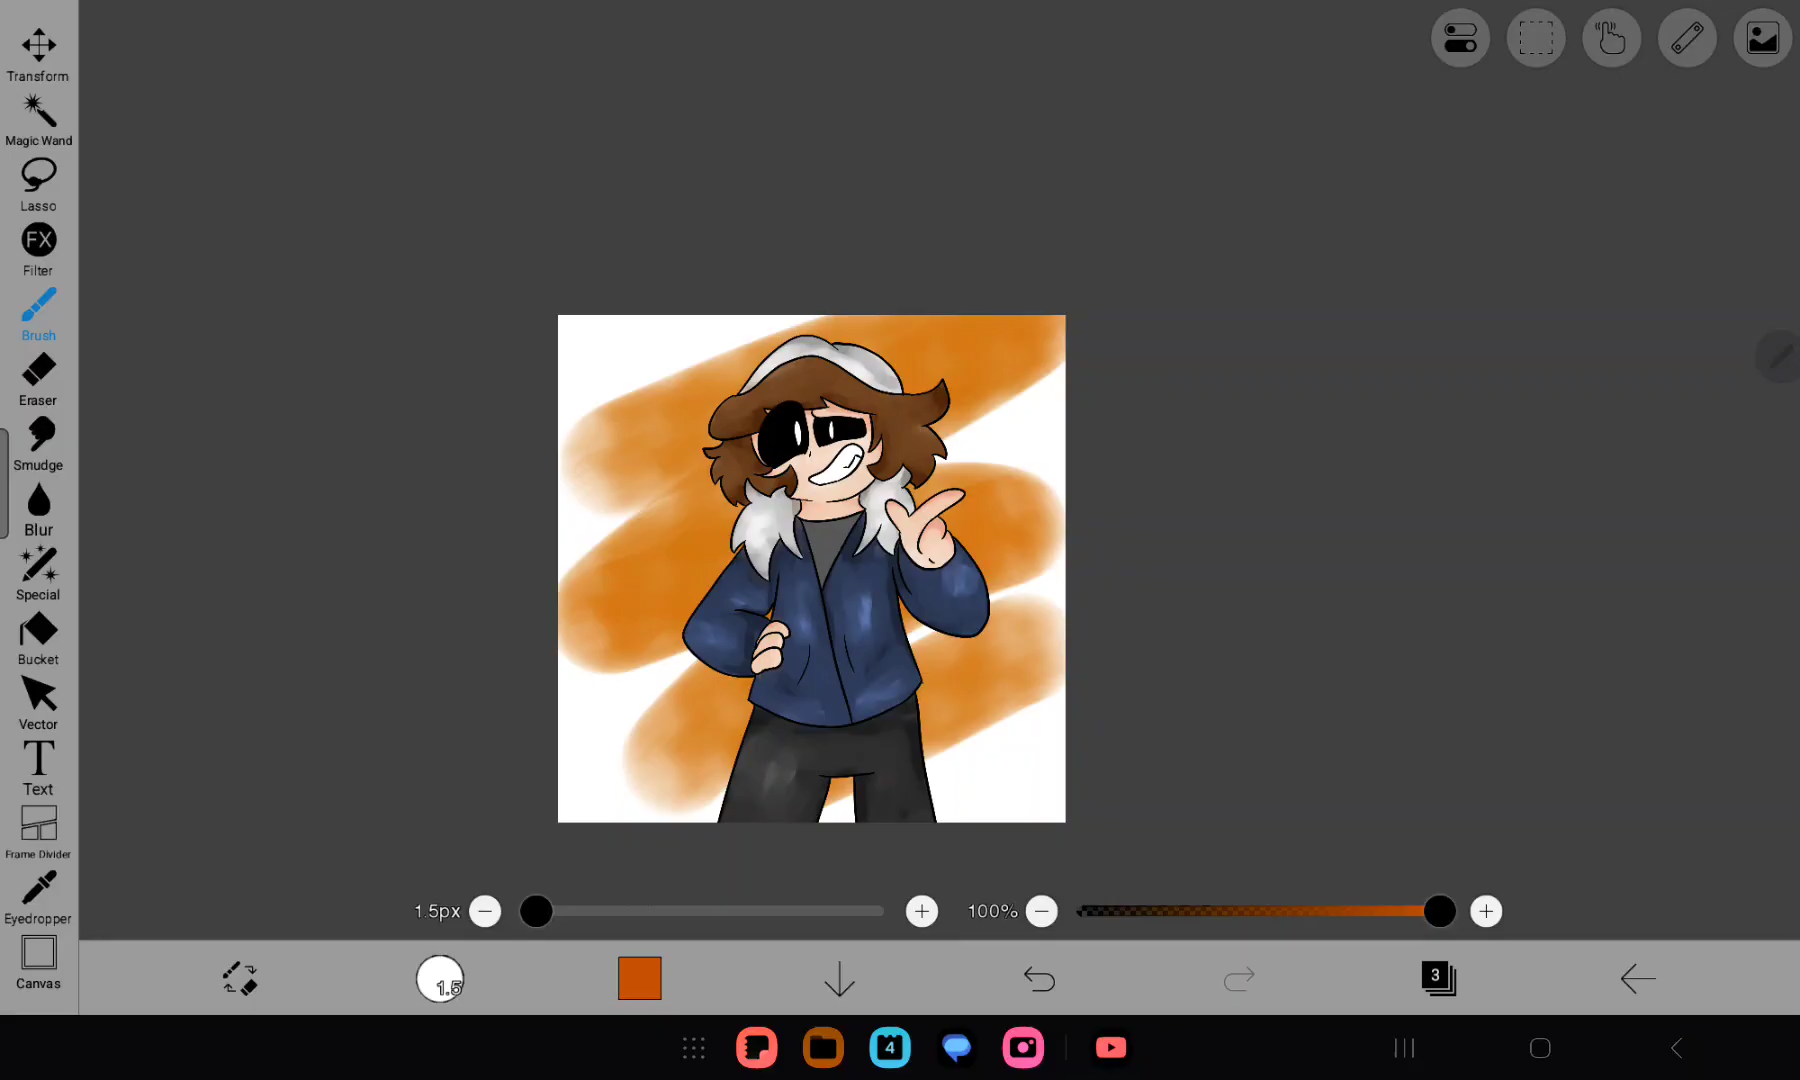 Transform
Magic Wand
Lasso
FX
Filter
Brush
Eraser
Smudge
Blur
Special
Bucket
Vector
T
Text
Frame Divider
Eyedropper
Canvas
1.5px
100%
1.5
3
4